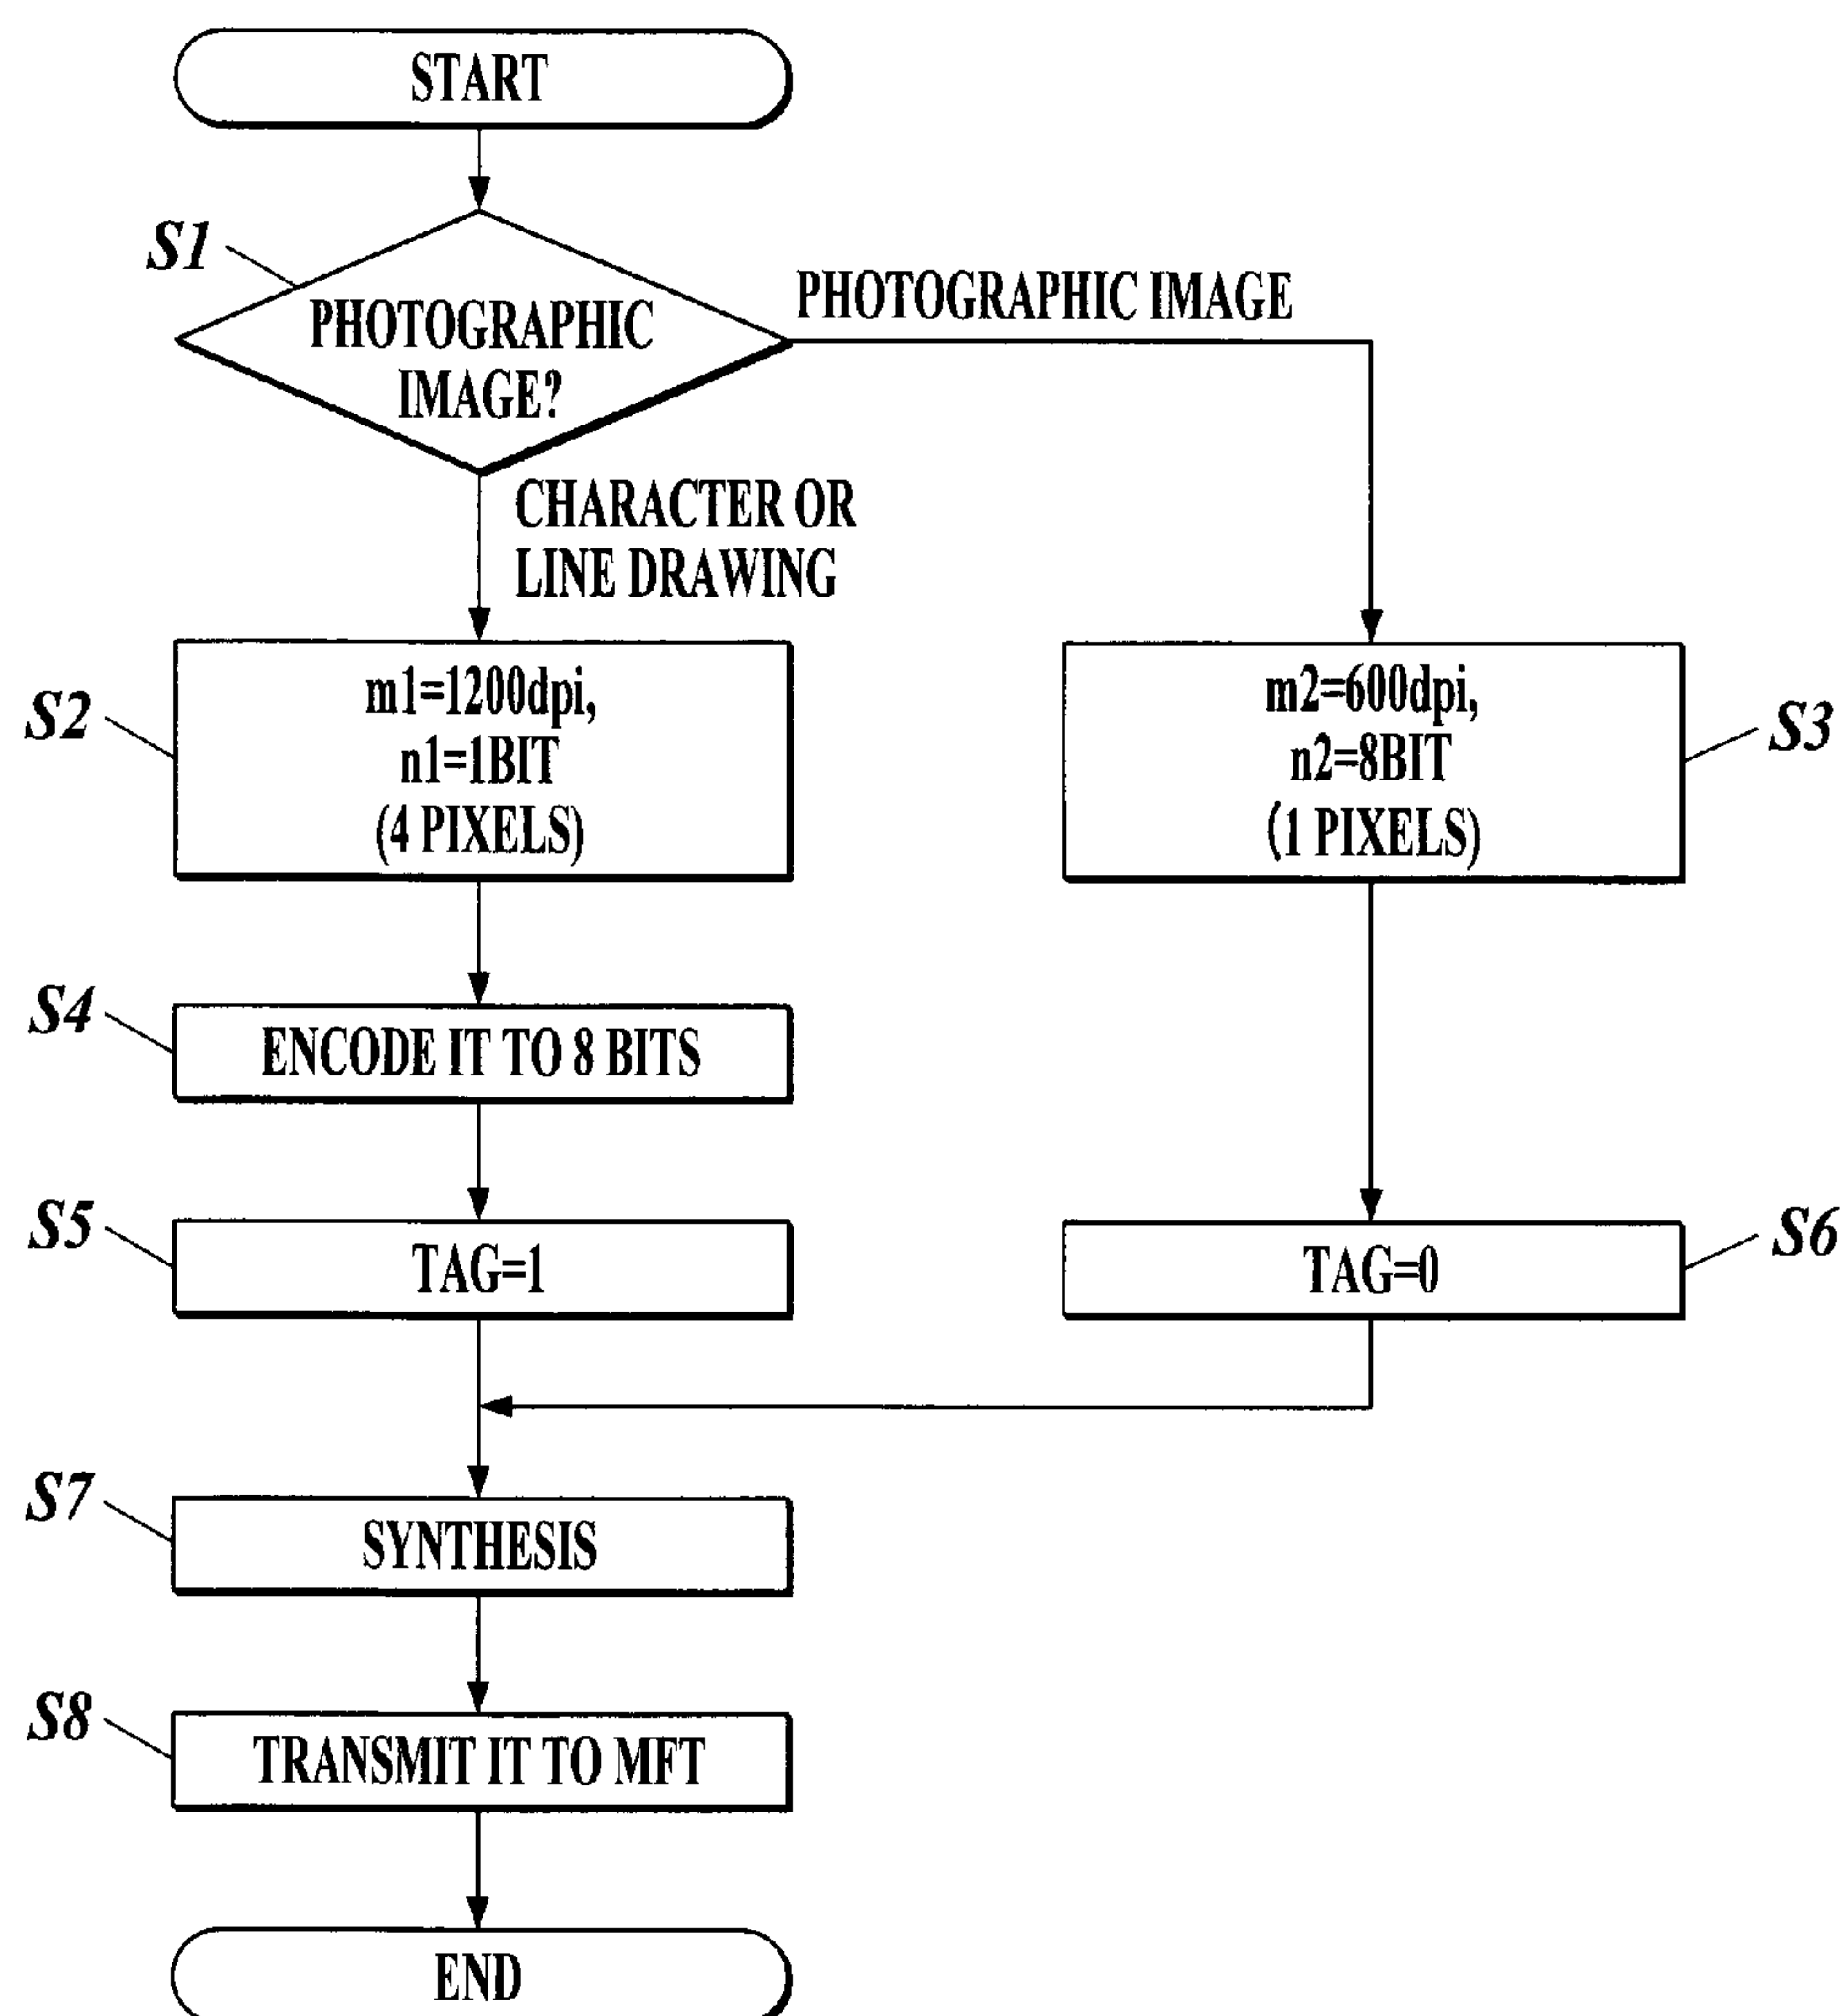 START
S1
PHOTOGRAPHIC
IMAGE?
PHOTOGRAPHIC IMAGE
CHARACTER OR
LINE DRAWING
S2
m1=1200dpi,
n1=1BIT
(4 PIXELS)
m2=600dpi,
n2=8BIT
(1 PIXELS)
S3
S4
ENCODE IT TO 8 BITS
S5
TAG=1
TAG=0
S6
S7
SYNTHESIS
S8
TRANSMIT IT TO MFT
END